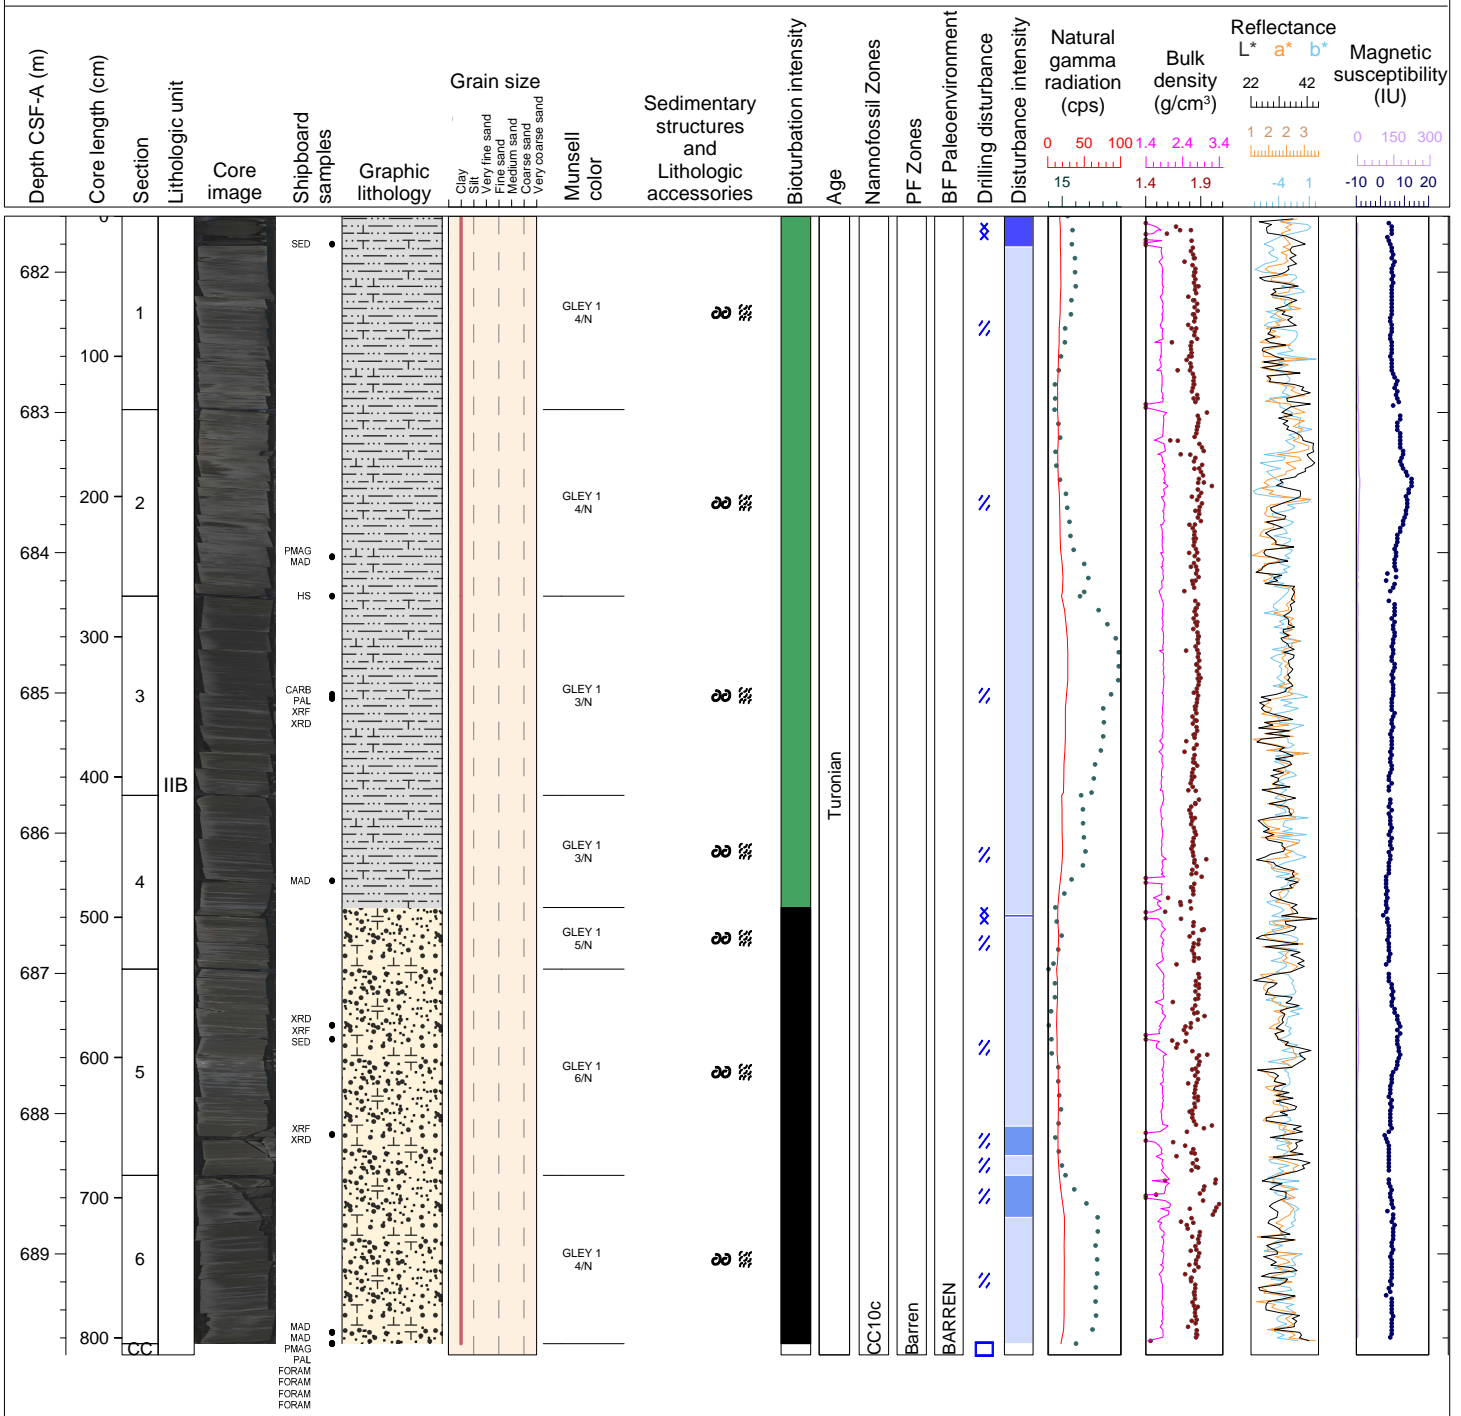 Depth CSF-A (m)
Core length (cm)
Section
Lithologic unit
Core
image
Shipboard
samples
Graphic
lithology
Grain size
Clay
Silt
Very fine sand
Fine sand
Medium sand
Coarse sand
Very coarse sand
Munsell
color
Sedimentary
structures
and
Lithologic
accessories
Bioturbation intensity
Age
Nannofossil Zones
PF Zones
BF Paleoenvironment
Drilling disturbance
Disturbance intensity
Natural
gamma
radiation
(cps)
0 50 100
15
Bulk
density
(g/cm³)
1.4 2.4 3.4
1.4 1.9
Reflectance
L* a* b*
22 42
1 2 2 3
-4 1
Magnetic
susceptibility
(IU)
0 150 300
-10 0 10 20
682
683
684
685
686
687
688
689
0
100
200
300
400
500
600
700
800
1
2
3
4
5
6
CC
IIB
SED
PMAG
MAD
HS
CARB
PAL
XRF
XRD
MAD
XRD
XRF
SED
XRF
XRD
MAD
MAD
PMAG
PAL
FORAM
FORAM
FORAM
FORAM
GLEY 1
4/N
GLEY 1
4/N
GLEY 1
3/N
GLEY 1
3/N
GLEY 1
5/N
GLEY 1
6/N
GLEY 1
4/N
Turonian
CC10c
Barren
BARREN